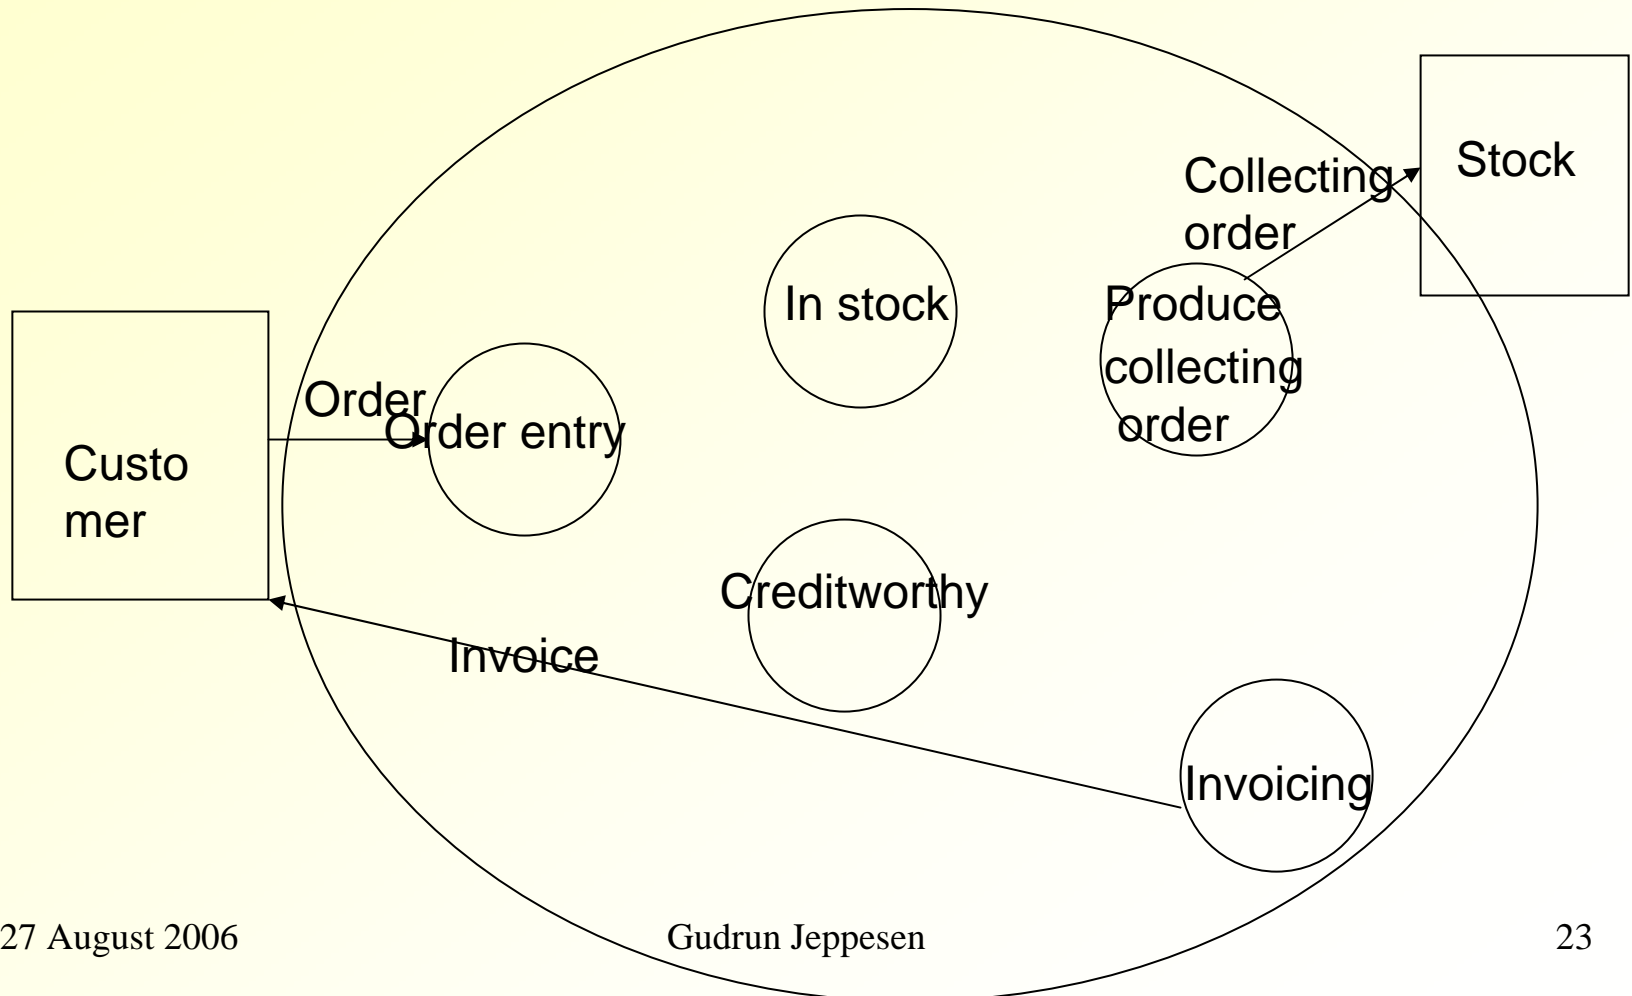 Collecting
order
Stock
In stock
Produce
collecting
order
Order
Order entry
Custo
mer
Creditworthy
Invoice
Invoicing
27 August 2006
Gudrun Jeppesen
23